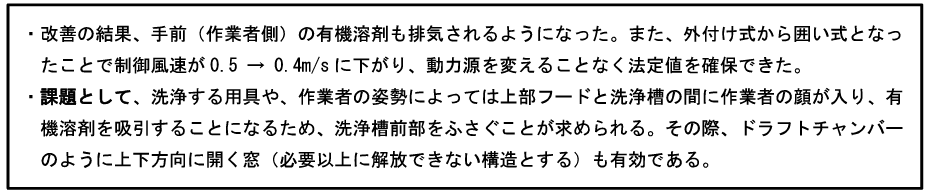 ・改善の結果、手前（作業者側）の有機溶剤も排気されるようになった。また、外付け式から囲い式となっ
たことで制御風速が0.5 → 0.4m/sに下がり、動力源を変えることなく法定値を確保できた。
・課題として、洗浄する用具や、作業者の姿勢によっては上部フードと洗浄槽の間に作業者の顔が入り、有
機溶剤を吸引することになるため、洗浄槽前部をふさぐことが求められる。その際、ドラフトチャンバー
のように上下方向に開く窓（必要以上に解放できない構造とする）も有効である。